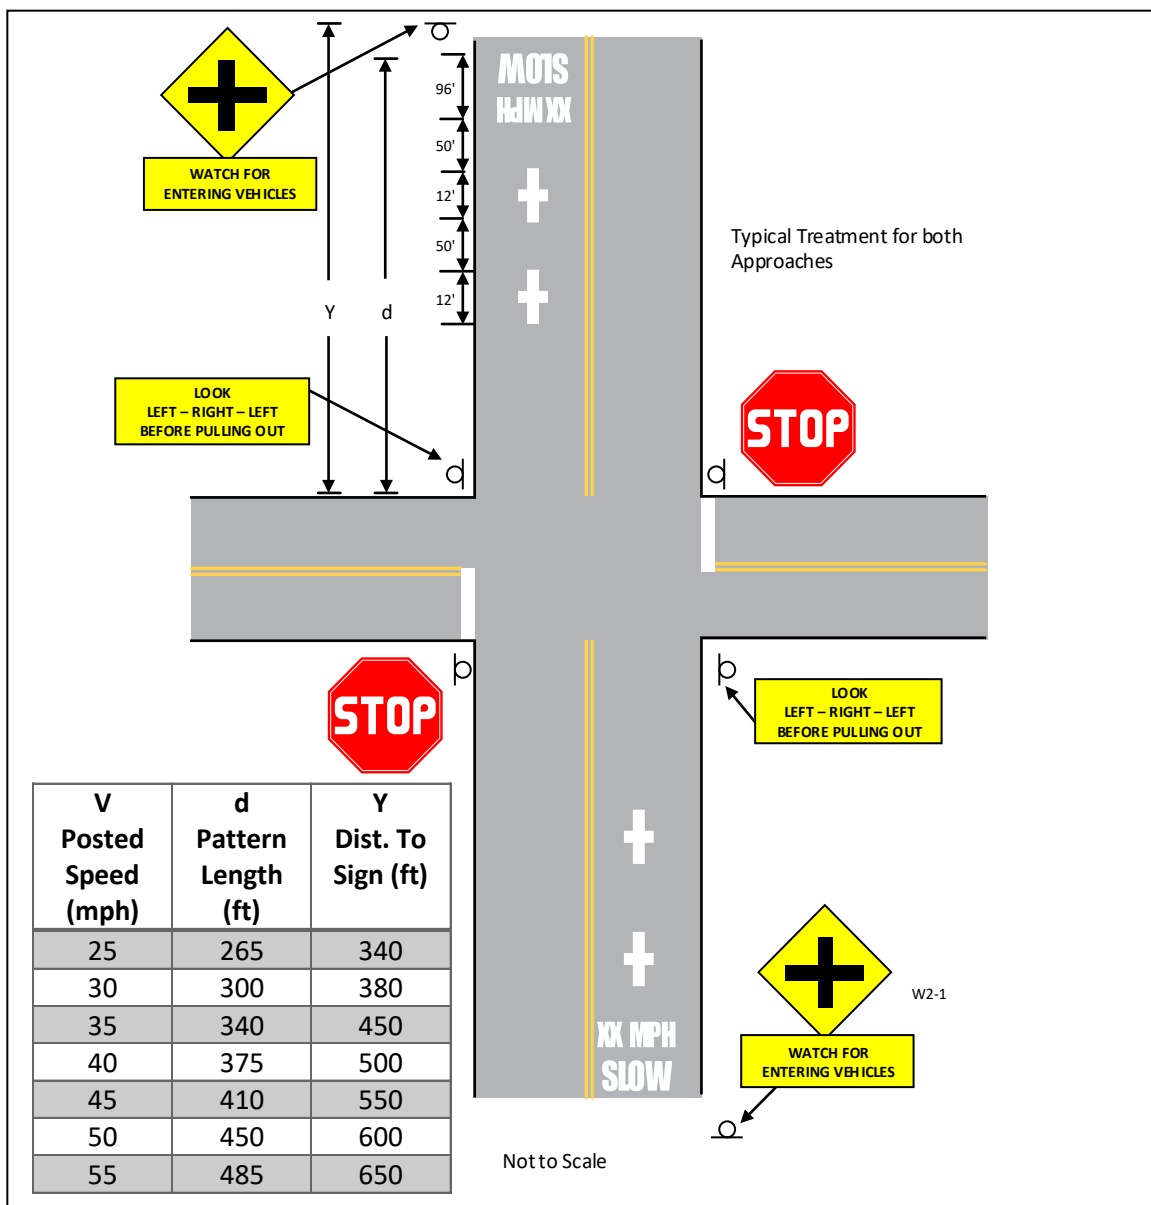 SLOW
XX MPH
96'
50'
12'
50'
12'
WATCH FOR
ENTERING VEHICLES
Typical Treatment for both
Approaches
Y
d
LOOK
LEFT – RIGHT – LEFT
BEFORE PULLING OUT
STOP
STOP
LOOK
LEFT – RIGHT – LEFT
BEFORE PULLING OUT
V Posted Speed (mph) d Pattern Length (ft) Y Dist. To Sign (ft)
25 265 340
30 300 380
35 340 450
40 375 500
45 410 550
50 450 600
55 485 650
W2-1
XX MPH
SLOW
WATCH FOR
ENTERING VEHICLES
Not to Scale